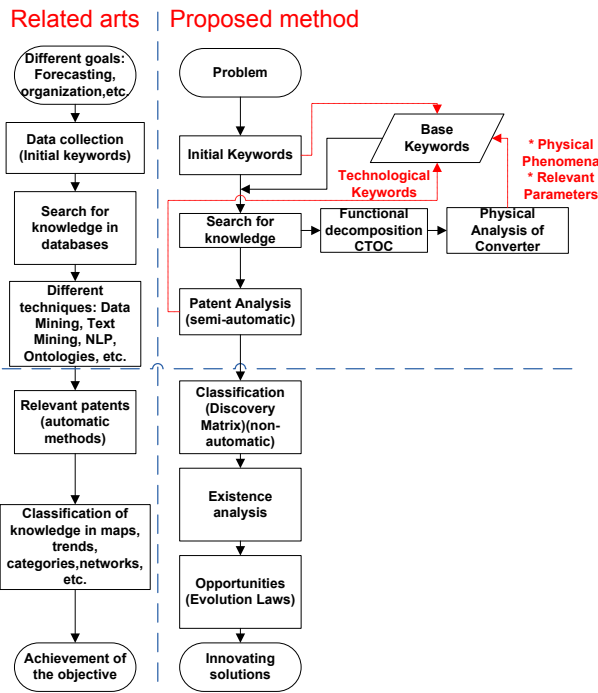 Related arts
Different goals:
Forecasting,
organization,etc.
Data collection
(Initial keywords)
Search for
knowledge in
databases
Different
techniques: Data
Mining, Text
Mining, NLP,
Ontologies, etc.
Relevant patents
(automatic
methods)
Classification of
knowledge in maps,
trends,
categories,networks,
etc.
Achievement of
the objective
Proposed method
Problem
Initial Keywords
Base
Keywords
* Physical
Phenomena
* Relevant
Parameters
Technological
Keywords
Search for
knowledge
Functional
decomposition
CTOC
Physical
Analysis of
Converter
Patent Analysis
(semi-automatic)
Classification
(Discovery
Matrix)(non-
automatic)
Existence
analysis
Opportunities
(Evolution Laws)
Innovating
solutions